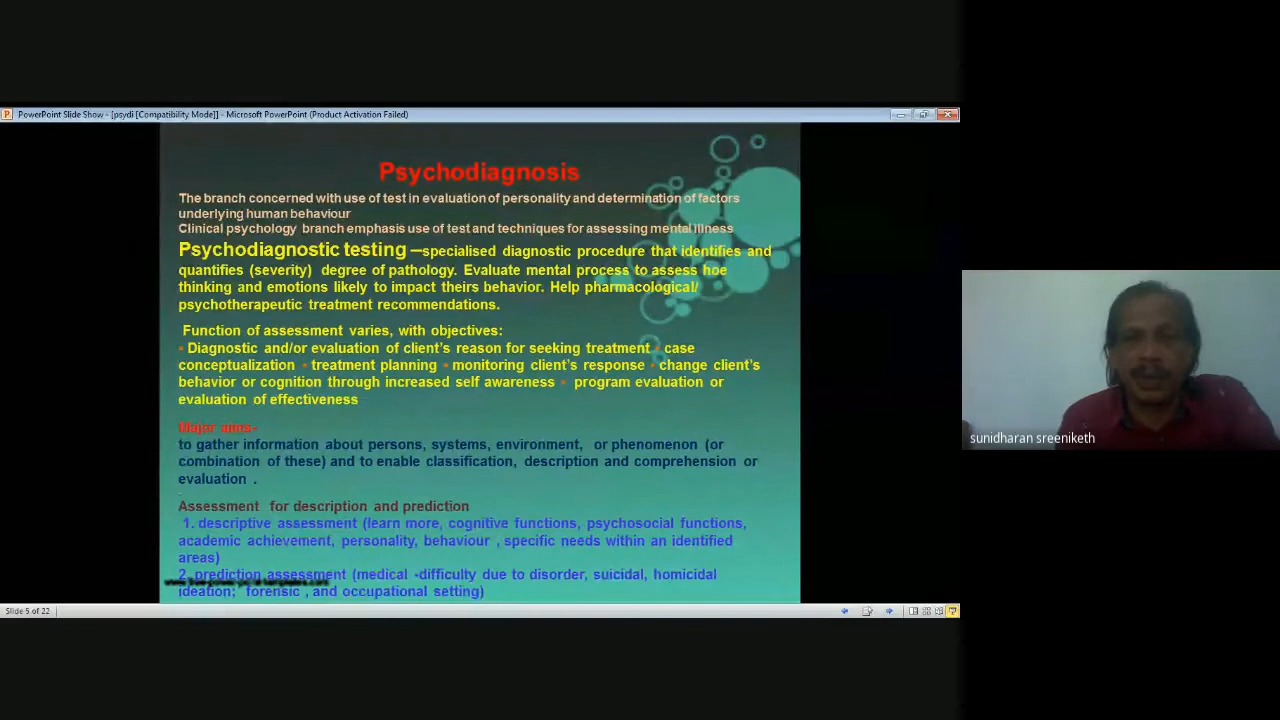 PowerPoint Slide Show - [psydi [Compatibility Mode]] - Microsoft PowerPoint (Product Activation Failed)
Psychodiagnosis
The branch concerned with use of test in evaluation of personality and determination of factors
underlying human behaviour
Clinical psychology branch emphasis use of test and techniques for assessing mental illness
Psychodiagnostic testing –specialised diagnostic procedure that identifies and
quantifies (severity) degree of pathology. Evaluate mental process to assess hoe
thinking and emotions likely to impact theirs behavior. Help pharmacological/
psychotherapeutic treatment recommendations.
Function of assessment varies, with objectives:
▪ Diagnostic and/or evaluation of client's reason for seeking treatment ▪ case
conceptualization ▪ treatment planning ▪ monitoring client's response ▪ change client's
behavior or cognition through increased self awareness ▪ program evaluation or
evaluation of effectiveness
Major aims-
to gather information about persons, systems, environment, or phenomenon (or
combination of these) and to enable classification, description and comprehension or
evaluation .
Assessment for description and prediction
1. descriptive assessment (learn more, cognitive functions, psychosocial functions,
academic achievement, personality, behaviour , specific needs within an identified
areas)
2. prediction assessment (medical -difficulty due to disorder, suicidal, homicidal
ideation; forensic , and occupational setting)
Slide 5 of 22
sunidharan sreeniketh